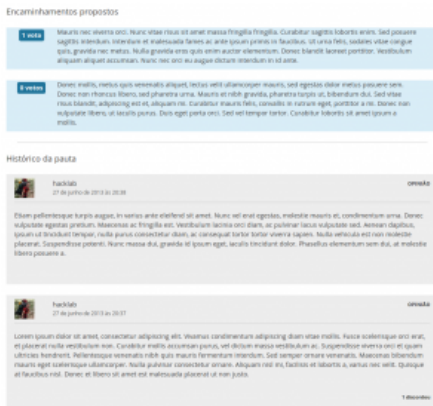 Encaminhamentos propostos
1 voto
Mauris nec viverra orci. Nunc vitae risus sit amet massa fringilla fringilla. Curabitur sagittis lobortis enim. Sed posuere
sagittis interdum. Interdum et malesuada fames ac ante ipsum primis in faucibus. Ut urna felis, sodales vitae congue
quis, gravida nec metus. Nulla gravida eros quis enim auctor elementum. Donec blandit laoreet porttitor. Vestibulum
aliquam aliquet accumsan. Nunc nec orci eu augue dictum interdum in id ante.
0 votos
Donec mollis, metus quis venenatis aliquet, lectus velit ullamcorper mauris, sed egestas dolor metus posuere sem.
Donec non rhoncus libero, sed pharetra urna. Mauris et nibh gravida, pharetra turpis ut, bibendum dui. Sed vitae
risus blandit, adipiscing est et, aliquam mi. Curabitur mauris felis, convallis in rutrum eget, porttitor a mi. Donec non
vulputate libero, ut iaculis purus. Duis eget porta orci. Sed vel tempor tortor. Curabitur lobortis sit amet ipsum a
mollis.
Histórico da pauta
hacklab
27 de junho de 2013 às 20:38
Etiam pellentesque turpis augue, in varius ante eleifend sit amet. Nunc vel erat egestas, molestie mauris et, condimentum urna. Donec
vulputate egestas pretium. Maecenas ac fringilla est. Vestibulum lacinia orci diam, ac pulvinar lacus vulputate sed. Aenean dapibus,
ipsum ut tincidunt tempor, nulla purus consectetur diam, ac consequat tortor tortor viverra sapien. Nulla vehicula est non molestie
placerat. Suspendisse potenti. Nunc massa dui, gravida id ipsum eget, iaculis tincidunt dolor. Phasellus elementum sem dui, at molestie
libero posuere a.
hacklab
27 de junho de 2013 às 20:37
Lorem ipsum dolor sit amet, consectetur adipiscing elit. Vivamus condimentum adipiscing diam vitae mollis. Fusce scelerisque orci erat,
et placerat nulla vestibulum non. Curabitur mollis accumsan purus, vel dictum massa vestibulum ac. Suspendisse viverra orci et quam
ultricies hendrerit. Pellentesque venenatis nibh quis mauris fermentum interdum. Sed semper ornare venenatis. Maecenas bibendum
mauris eget scelerisque ullamcorper. Nulla pulvinar consectetur ornare. Aliquam nisl mi, facilisis et lobortis a, varius nec velit. Quisque
at faucibus nisl. Donec et libero sit amet est malesuada placerat ut non justo.